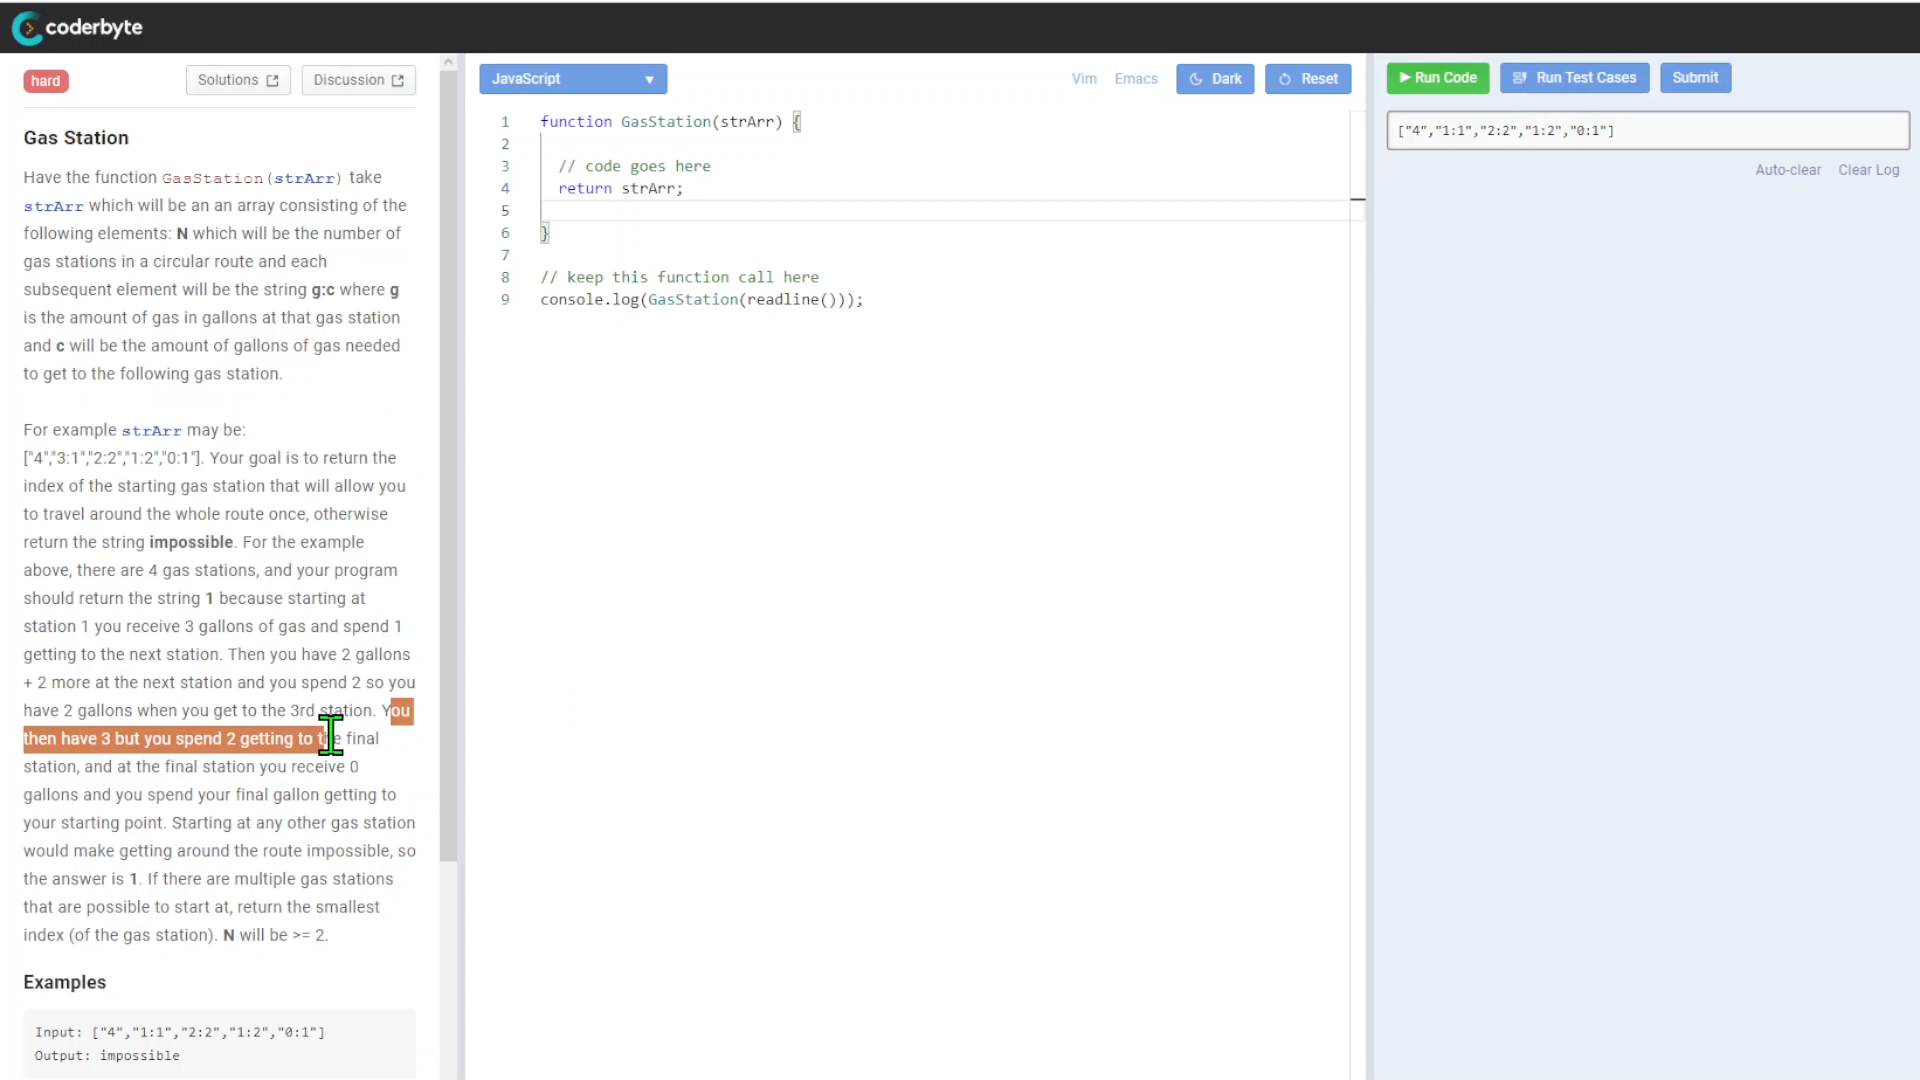 coderbyte
hard
Solutions
Discussion
Gas Station
Have the function GasStation(strArr) take
strArr which will be an an array consisting of the
following elements: N which will be the number of
gas stations in a circular route and each
subsequent element will be the string g:c where g
is the amount of gas in gallons at that gas station
and c will be the amount of gallons of gas needed
to get to the following gas station.
For example strArr may be:
["4","3:1","2:2","1:2","0:1"]. Your goal is to return the
index of the starting gas station that will allow you
to travel around the whole route once, otherwise
return the string impossible. For the example
above, there are 4 gas stations, and your program
should return the string 1 because starting at
station 1 you receive 3 gallons of gas and spend 1
getting to the next station. Then you have 2 gallons
+ 2 more at the next station and you spend 2 so you
have 2 gallons when you get to the 3rd station. You
then have 3 but you spend 2 getting to the final
station, and at the final station you receive 0
gallons and you spend your final gallon getting to
your starting point. Starting at any other gas station
would make getting around the route impossible, so
the answer is 1. If there are multiple gas stations
that are possible to start at, return the smallest
index (of the gas station). N will be >= 2.
Examples
Input: ["4","1:1","2:2","1:2","0:1"]
Output: impossible
JavaScript
Vim
Emacs
Dark
Reset
1 function GasStation(strArr) {
2
3 // code goes here
4 return strArr;
5
6 }
7
8 // keep this function call here
9 console.log(GasStation(readline()));
Run Code
Run Test Cases
Submit
["4","1:1","2:2","1:2","0:1"]
Auto-clear
Clear Log